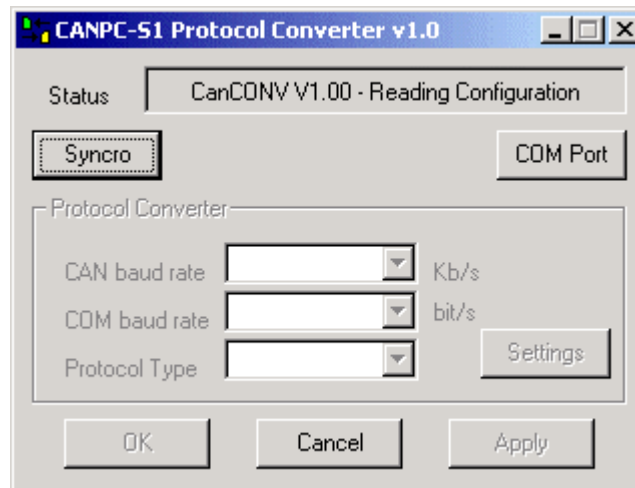 CANPC-S1 Protocol Converter v1.0
Status CanCONV V1.00 - Reading Configuration
Syncro COM Port
Protocol Converter
CAN baud rate Kb/s
COM baud rate bit/s
Protocol Type Settings
OK Cancel Apply